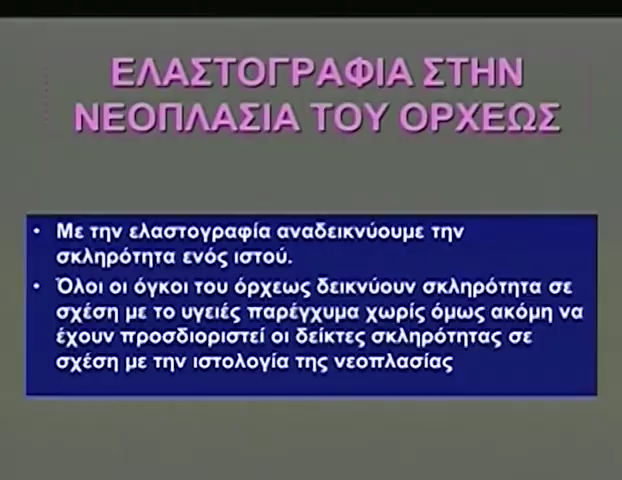 ΕΛΑΣΤΟΓΡΑΦΙΑ ΣΤΗΝ
ΝΕΟΠΛΑΣΙΑ ΤΟΥ ΟΡΧΕΩΣ
• Με την ελαστογραφία αναδεικνύουμε την
σκληρότητα ενός ιστού.
• Όλοι οι όγκοι του όρχεως δεικνύουν σκληρότητα σε
σχέση με το υγειές παρέγχυμα χωρίς όμως ακόμη να
έχουν προσδιοριστεί οι δείκτες σκληρότητας σε
σχέση με την ιστολογία της νεοπλασίας